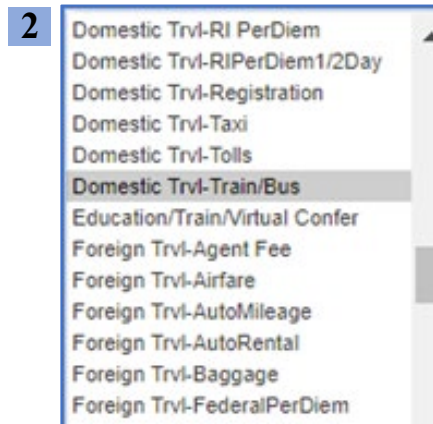 2
Domestic Trvl-RI PerDiem
Domestic Trvl-RIPerDiem1/2Day
Domestic Trvl-Registration
Domestic Trvl-Taxi
Domestic Trvl-Tolls
Domestic Trvl-Train/Bus
Education/Train/Virtual Confer
Foreign Trvl-Agent Fee
Foreign Trvl-Airfare
Foreign Trvl-AutoMileage
Foreign Trvl-AutoRental
Foreign Trvl-Baggage
Foreign Trvl-FederalPerDiem